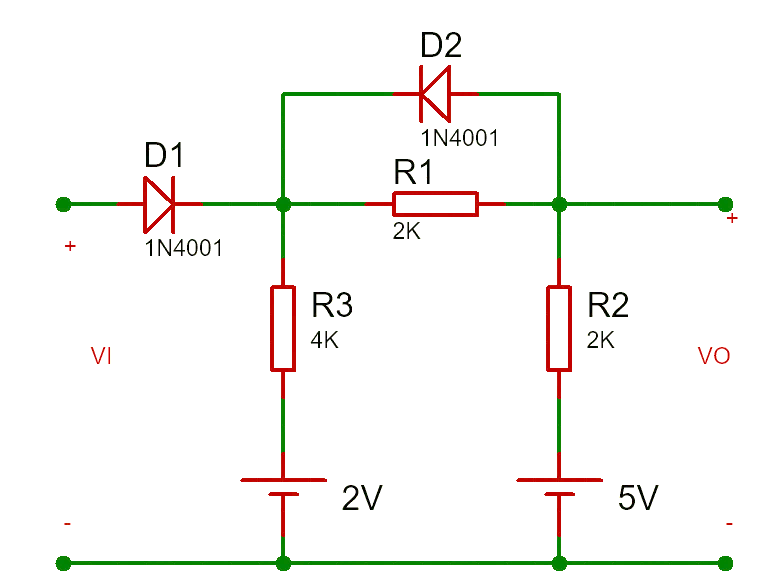 D2
1N4001
D1
1N4001
R1
2K
+
+
R3
4K
R2
2K
VI
VO
2V
5V
-
-